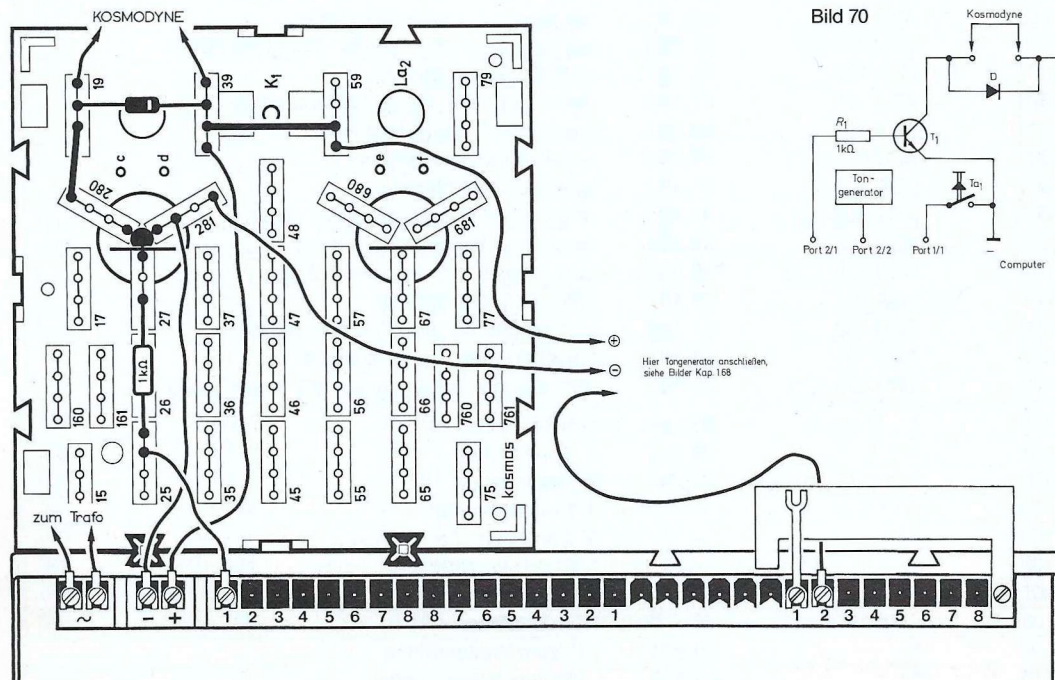 KOSMODYNE
Bild 70
Kosmodyne
D
R1
1kΩ
T1
Ton-
generator
Ta1
Port 2/1
Port 2/2
Port 1/1
+
−
Computer
19
39
K1
59
La2
79
c
d
e
f
280
281
48
680
681
17
27
37
47
57
67
77
1kΩ
160
161
26
36
46
56
66
760
761
15
25
35
45
55
65
75
kosmos
+
−
Hier Tongenerator anschließen,
siehe Bilder Kap. 168
zum Trafo
~
−
+
1 2 3 4 5 6 7 8 8 7 6 5 4 3 2 1
1 2 3 4 5 6 7 8